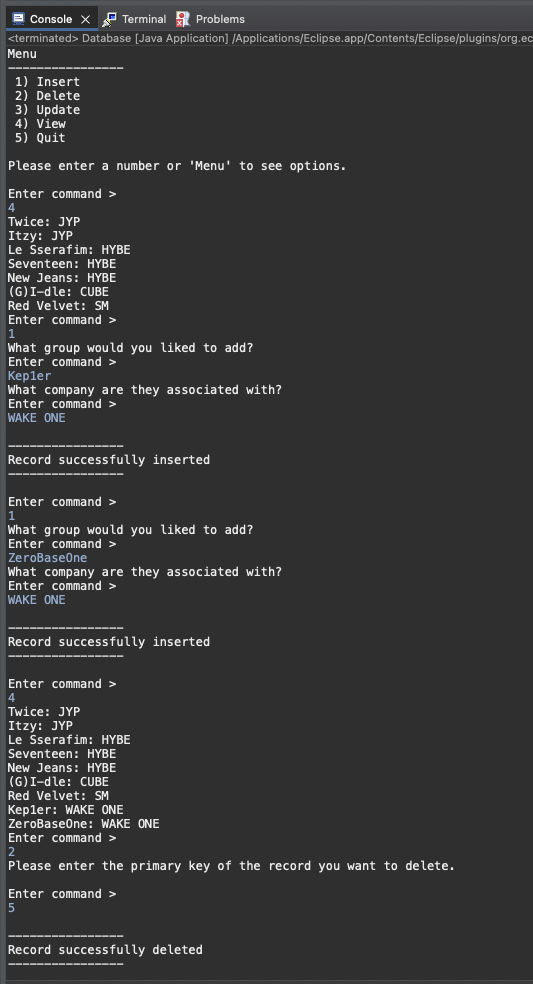 Console Terminal Problems
<terminated> Database [Java Application] /Applications/Eclipse.app/Contents/Eclipse/plugins/org.ec
Menu
----------------
1) Insert
2) Delete
3) Update
4) View
5) Quit
Please enter a number or 'Menu' to see options.
Enter command >
4
Twice: JYP
Itzy: JYP
Le Sserafim: HYBE
Seventeen: HYBE
New Jeans: HYBE
(G)I-dle: CUBE
Red Velvet: SM
Enter command >
1
What group would you liked to add?
Enter command >
Kep1er
What company are they associated with?
Enter command >
WAKE ONE
----------------
Record successfully inserted
----------------
Enter command >
1
What group would you liked to add?
Enter command >
ZeroBaseOne
What company are they associated with?
Enter command >
WAKE ONE
----------------
Record successfully inserted
----------------
Enter command >
4
Twice: JYP
Itzy: JYP
Le Sserafim: HYBE
Seventeen: HYBE
New Jeans: HYBE
(G)I-dle: CUBE
Red Velvet: SM
Kep1er: WAKE ONE
ZeroBaseOne: WAKE ONE
Enter command >
2
Please enter the primary key of the record you want to delete.
Enter command >
5
----------------
Record successfully deleted
----------------